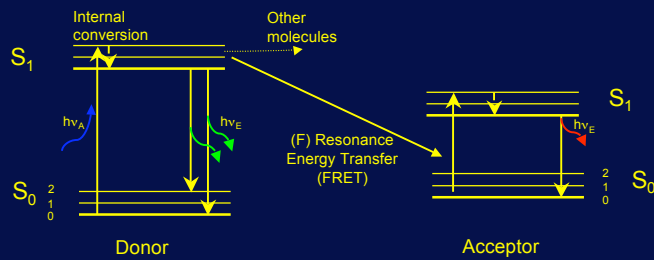 Internal
conversion
Other
molecules
S₁
hνA
hνE
S₀
2
1
0
Donor
(F) Resonance
Energy Transfer
(FRET)
S₁
hνE
2
1
0
S₀
Acceptor